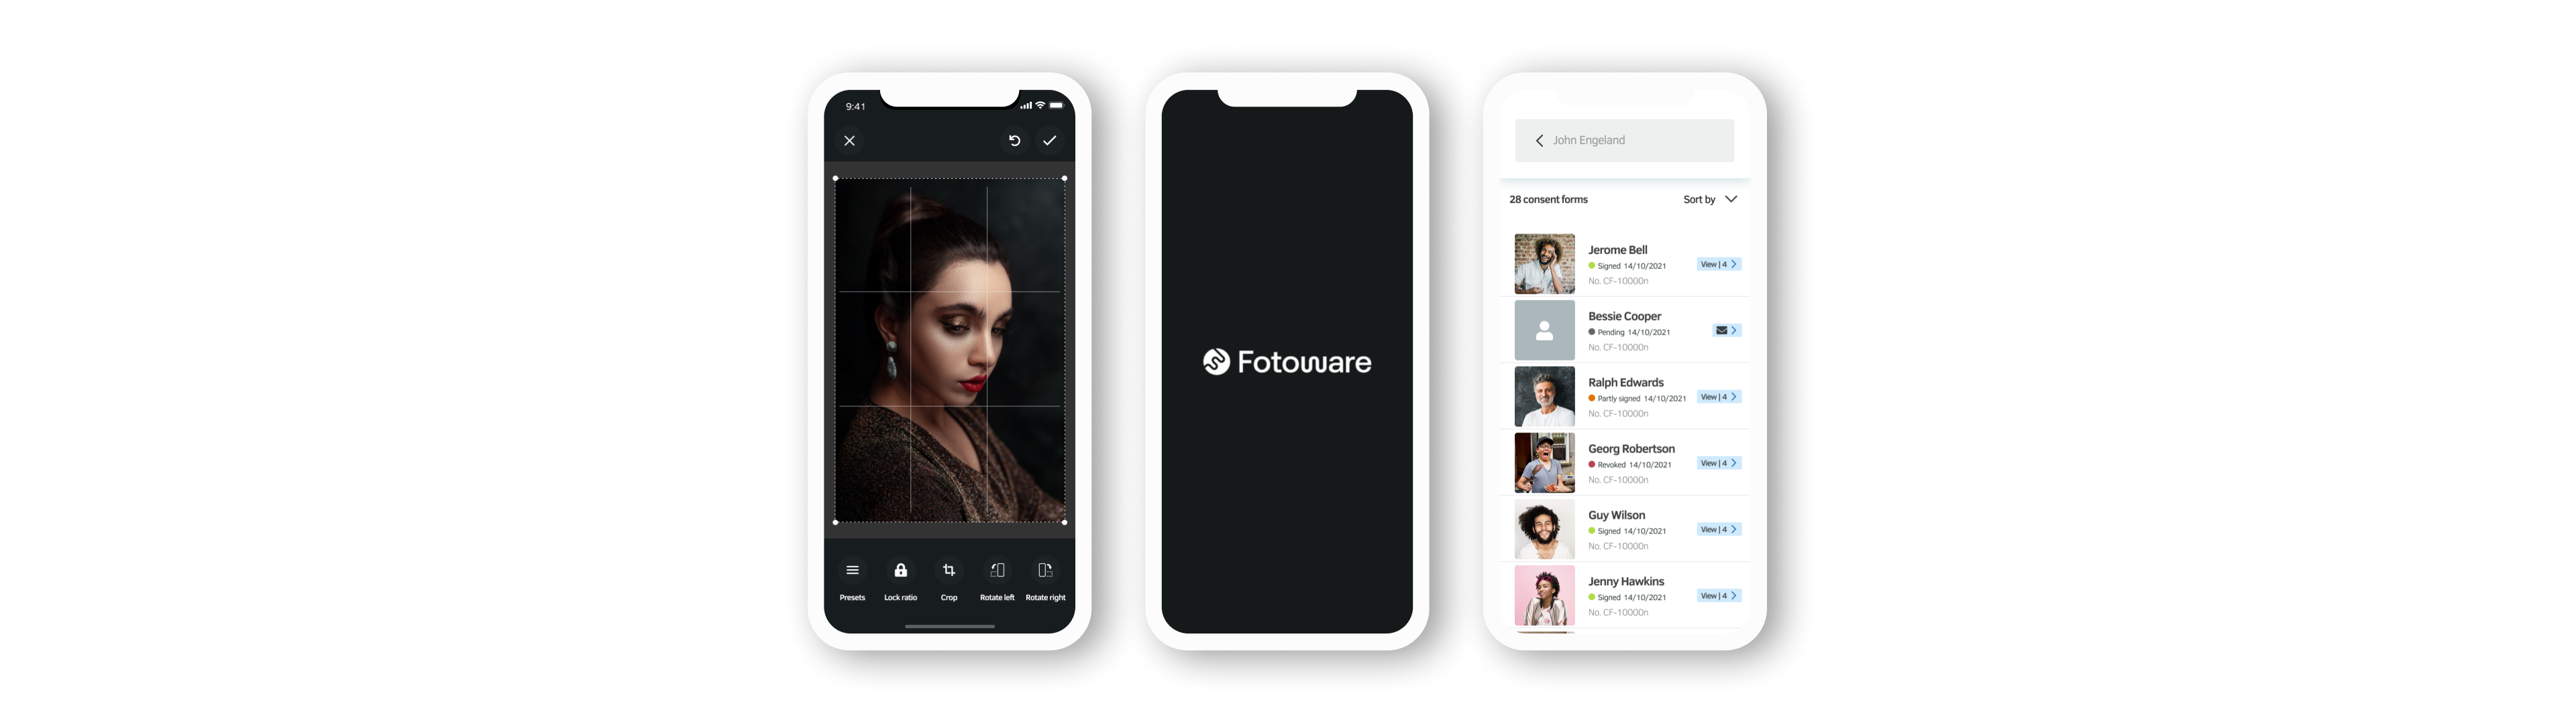 9:41
Presets
Lock ratio
Crop
Rotate left
Rotate right
Fotoware
John Engeland
28 consent forms
Sort by
Jerome Bell
Signed 14/10/2021
No. CF-10000n
View | 4
Bessie Cooper
Pending 14/10/2021
No. CF-10000n
Ralph Edwards
Partly signed 14/10/2021
No. CF-10000n
View | 4
Georg Robertson
Revoked 14/10/2021
No. CF-10000n
View | 4
Guy Wilson
Signed 14/10/2021
No. CF-10000n
View | 4
Jenny Hawkins
Signed 14/10/2021
No. CF-10000n
View | 4